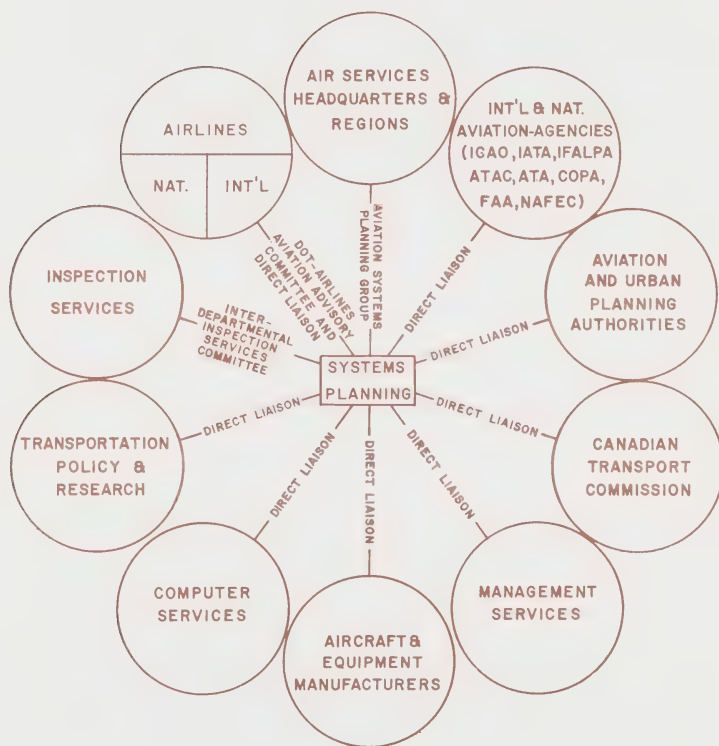 AIR SERVICES
HEADQUARTERS &
REGIONS
INT'L & NAT.
AVIATION-AGENCIES
(IGAO, IATA, IFALPA
ATAC, ATA, COPA,
FAA, NAFEC)
AVIATION
AND URBAN
PLANNING
AUTHORITIES
CANADIAN
TRANSPORT
COMMISSION
MANAGEMENT
SERVICES
AIRCRAFT &
EQUIPMENT
MANUFACTURERS
COMPUTER
SERVICES
TRANSPORTATION
POLICY &
RESEARCH
INSPECTION
SERVICES
AIRLINES
NAT.
INT'L
AVIATION SYSTEMS
PLANNING GROUP
DIRECT LIAISON
DIRECT LIAISON
DIRECT LIAISON
DIRECT LIAISON
DIRECT LIAISON
DIRECT LIAISON
DIRECT LIAISON
INTER-
DEPARTMENTAL
INSPECTION
SERVICES
COMMITTEE
DOT-AIRLINES
AVIATION ADVISORY
COMMITTEE AND
DIRECT LIAISON
SYSTEMS
PLANNING